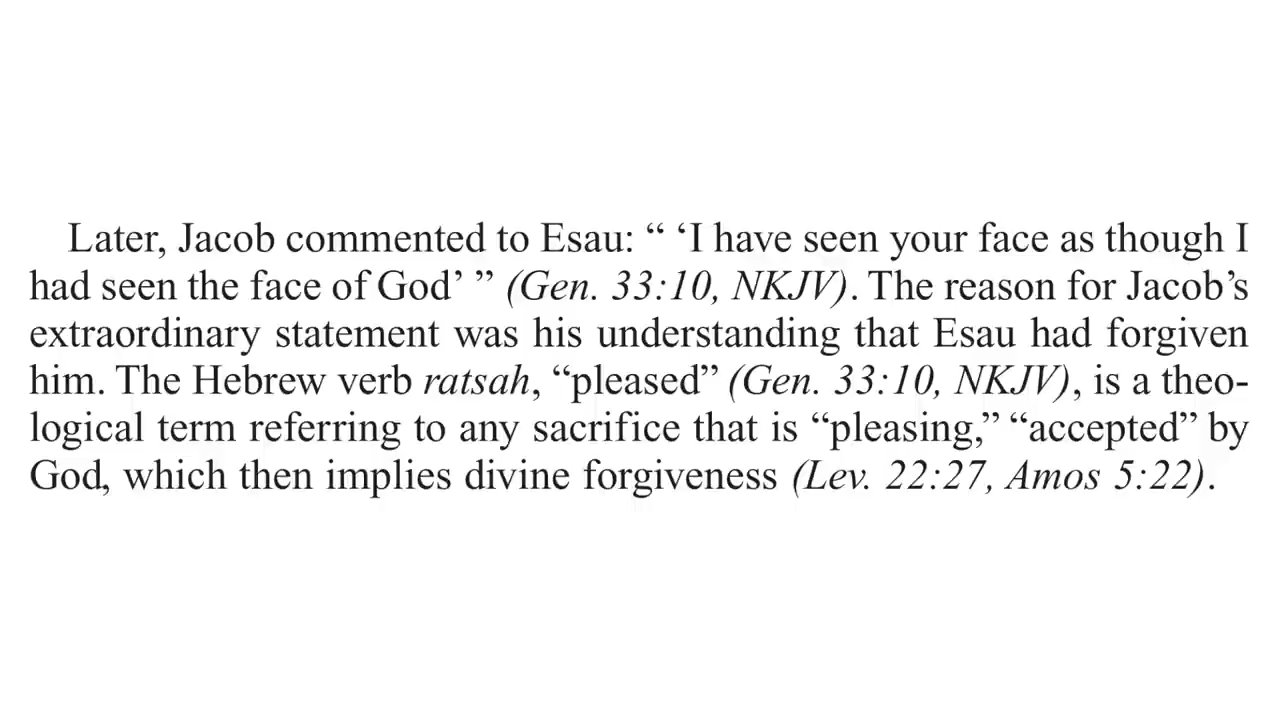 Later, Jacob commented to Esau: “ ‘I have seen your face as though I
had seen the face of God’ ” (Gen. 33:10, NKJV). The reason for Jacob’s
extraordinary statement was his understanding that Esau had forgiven
him. The Hebrew verb ratsah, “pleased” (Gen. 33:10, NKJV), is a theo-
logical term referring to any sacrifice that is “pleasing,” “accepted” by
God, which then implies divine forgiveness (Lev. 22:27, Amos 5:22).